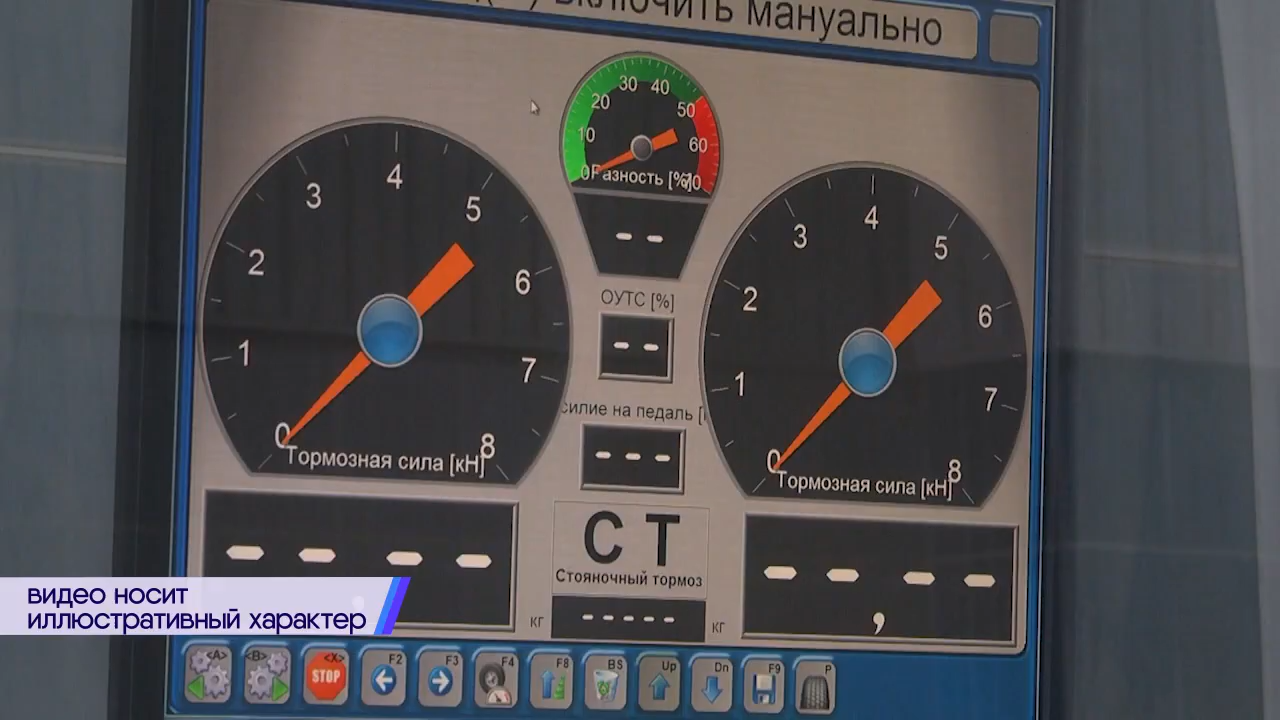 включить мануально
30 40
20 50
10 60
0 Разность [%] 70
- -
4
3 5
2 6
1 7
0 8
Тормозная сила [кН]
4
3 5
2 6
1 7
0 8
Тормозная сила [кН]
ОУТС [%]
- -
силие на педаль [
- - -
С Т
Стояночный тормоз
кг - - - - - кг
- - - -
- - , - -
видео носит
иллюстративный характер
<A> <B> <X> F2 F3 F4 F8 BS Up Dn F9 P
STOP